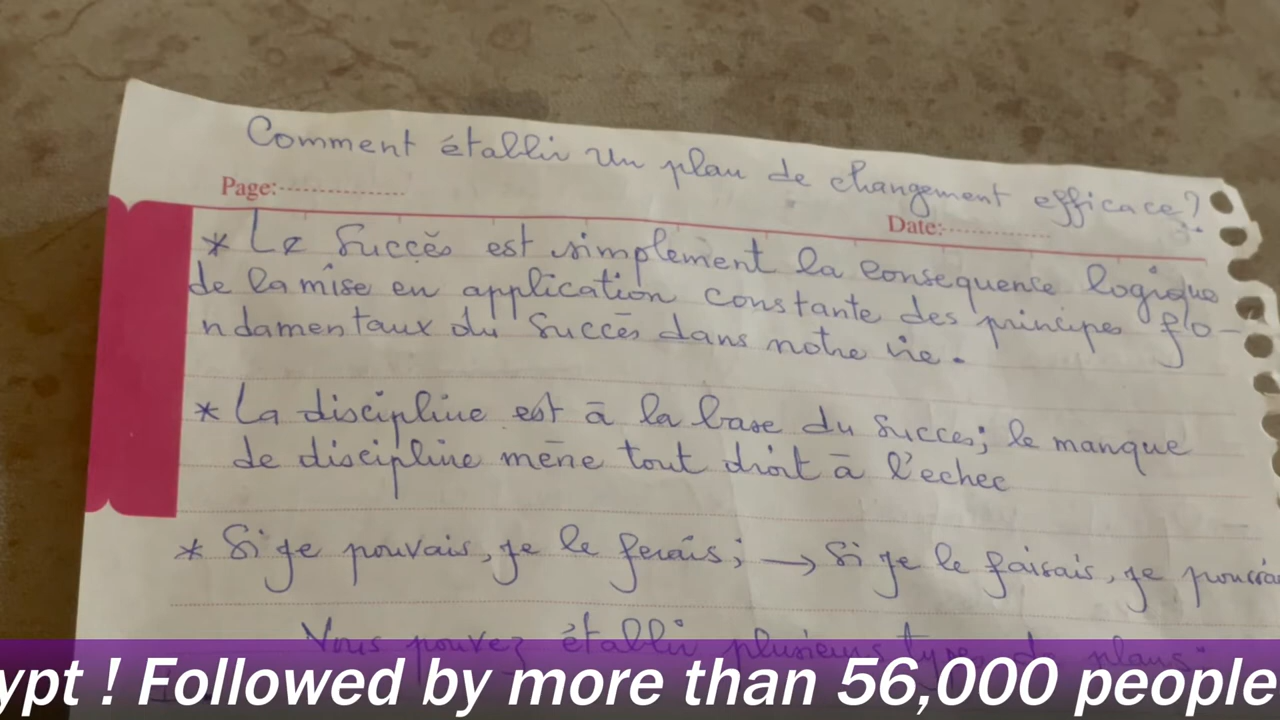 Comment établir un plan de changement efficace?
Page:
Date:
* Le Succès est simplement la consequence logique
de la mise en application constante des principes fo-
ndamentaux du Succès dans notre vie.
* La discipline est à la base du Succes; le manque
de discipline mène tout droit à l'echec
* Si je pouvais, je le ferais; → Si je le faisais, je pourrai
Vous pouvez établir plusieurs types de plans:
ypt ! Followed by more than 56,000 people